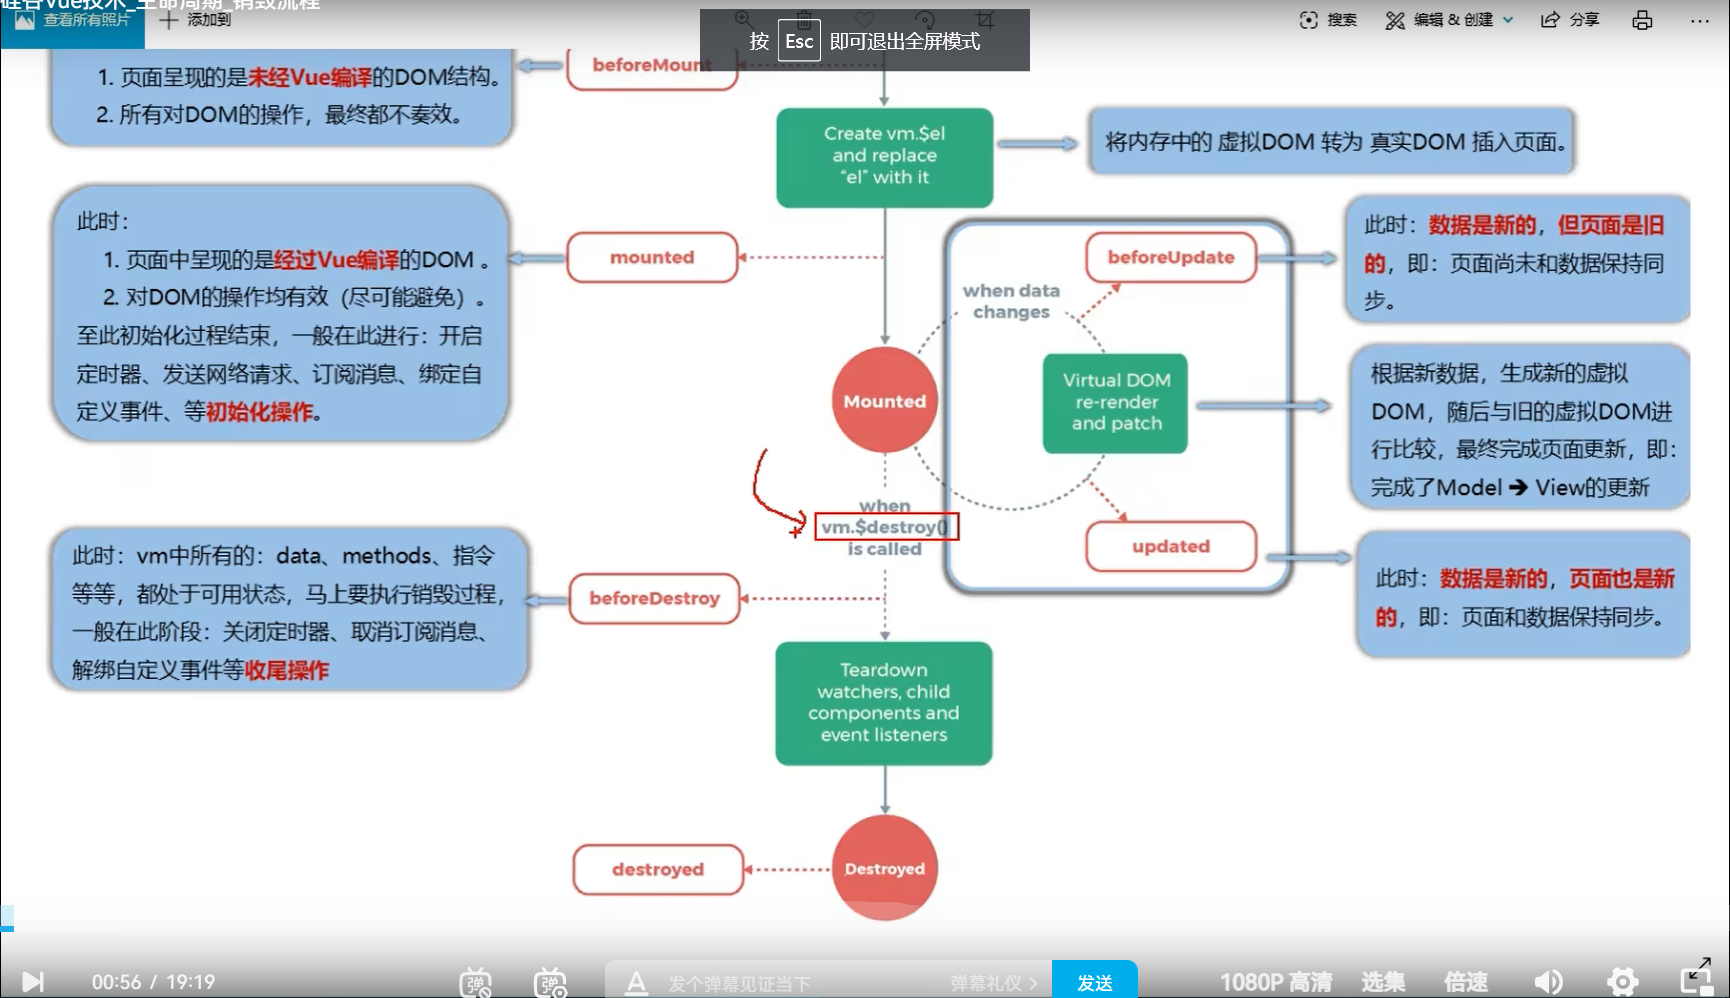 硅谷Vue技术_生命周期_销毁流程
查看所有照片
添加到
按 Esc 即可退出全屏模式
搜索
编辑 & 创建
分享
1. 页面呈现的是未经Vue编译的DOM结构。
2. 所有对DOM的操作，最终都不奏效。
beforeMount
Create vm.$el
and replace
“el” with it
将内存中的 虚拟DOM 转为 真实DOM 插入页面。
此时：
1. 页面中呈现的是经过Vue编译的DOM 。
2. 对DOM的操作均有效（尽可能避免）。
至此初始化过程结束，一般在此进行：开启
定时器、发送网络请求、订阅消息、绑定自
定义事件、等初始化操作。
mounted
beforeUpdate
此时：数据是新的，但页面是旧
的，即：页面尚未和数据保持同
步。
when data
changes
Mounted
Virtual DOM
re-render
and patch
根据新数据，生成新的虚拟
DOM，随后与旧的虚拟DOM进
行比较，最终完成页面更新，即：
完成了Model ➔ View的更新
when
vm.$destroy()
is called
updated
此时：数据是新的，页面也是新
的，即：页面和数据保持同步。
此时：vm中所有的：data、methods、指令
等等，都处于可用状态，马上要执行销毁过程，
一般在此阶段：关闭定时器、取消订阅消息、
解绑自定义事件等收尾操作
beforeDestroy
Teardown
watchers, child
components and
event listeners
destroyed
Destroyed
00:56 / 19:19
弹
弹
A
发个弹幕见证当下
弹幕礼仪 >
发送
1080P 高清
选集
倍速